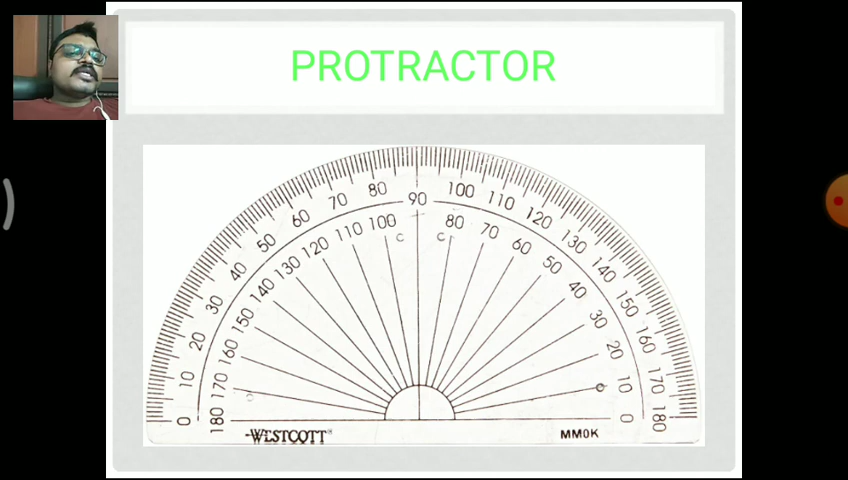 PROTRACTOR
0 10 20 30 40 50 60 70 80 90 100 110 120 130 140 150 160 170 180
180 170 160 150 140 130 120 110 100 80 70 60 50 40 30 20 10 0
WESTCOTT®
MMOK